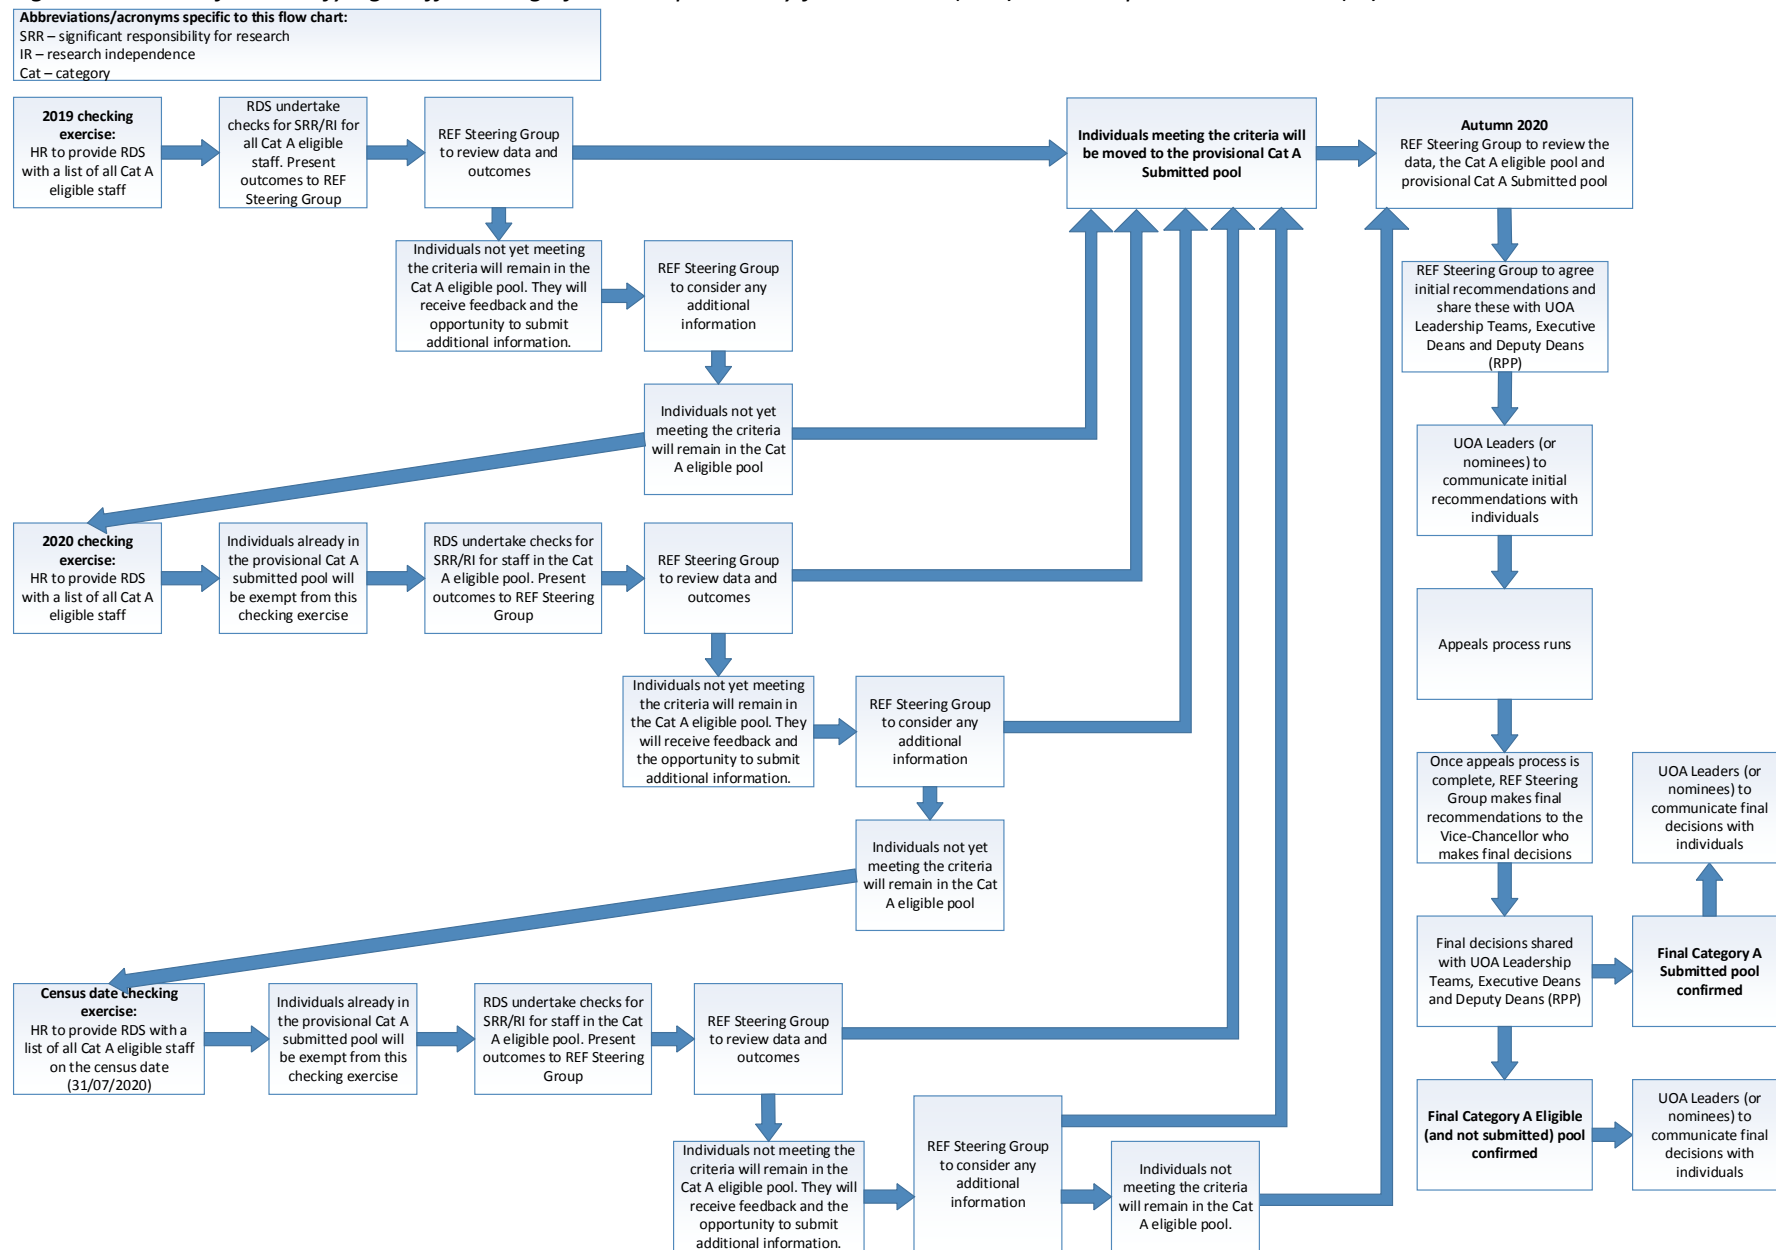 Abbreviations/acronyms specific to this flow chart:
SRR – significant responsibility for research
IR – research independence
Cat – category
2019 checking
exercise:
HR to provide RDS
with a list of all Cat A
eligible staff
RDS undertake
checks for SRR/RI for
all Cat A eligible
staff. Present
outcomes to REF
Steering Group
REF Steering Group
to review data and
outcomes
Individuals meeting the criteria will
be moved to the provisional Cat A
Submitted pool
Autumn 2020
REF Steering Group to review the
data, the Cat A eligible pool and
provisional Cat A Submitted pool
Individuals not yet meeting
the criteria will remain in the
Cat A eligible pool. They will
receive feedback and the
opportunity to submit
additional information.
REF Steering Group
to consider any
additional
information
REF Steering Group to agree
initial recommendations and
share these with UOA
Leadership Teams, Executive
Deans and Deputy Deans
(RPP)
Individuals not yet
meeting the criteria
will remain in the Cat
A eligible pool
UOA Leaders (or
nominees) to
communicate initial
recommendations with
individuals
2020 checking
exercise:
HR to provide RDS
with a list of all Cat A
eligible staff
Individuals already in
the provisional Cat A
submitted pool will
be exempt from this
checking exercise
RDS undertake checks for
SRR/RI for staff in the Cat
A eligible pool. Present
outcomes to REF Steering
Group
REF Steering Group
to review data and
outcomes
Appeals process runs
Individuals not yet meeting
the criteria will remain in
the Cat A eligible pool. They
will receive feedback and
the opportunity to submit
additional information.
REF Steering Group
to consider any
additional
information
Once appeals process is
complete, REF Steering
Group makes final
recommendations to the
Vice-Chancellor who
makes final decisions
UOA Leaders (or
nominees) to
communicate final
decisions with
individuals
Individuals not yet
meeting the criteria
will remain in the Cat
A eligible pool
Final decisions shared
with UOA Leadership
Teams, Executive Deans
and Deputy Deans (RPP)
Final Category A
Submitted pool
confirmed
Census date checking
exercise:
HR to provide RDS with a
list of all Cat A eligible staff
on the census date
(31/07/2020)
Individuals already in
the provisional Cat A
submitted pool will
be exempt from this
checking exercise
RDS undertake checks for
SRR/RI for staff in the Cat
A eligible pool. Present
outcomes to REF Steering
Group
REF Steering Group
to review data and
outcomes
Final Category A Eligible
(and not submitted) pool
confirmed
UOA Leaders (or
nominees) to
communicate final
decisions with
individuals
Individuals not meeting the
criteria will remain in the
Cat A eligible pool. They will
receive feedback and the
opportunity to submit
additional information.
REF Steering Group
to consider any
additional
information
Individuals not
meeting the criteria
will remain in the Cat
A eligible pool.